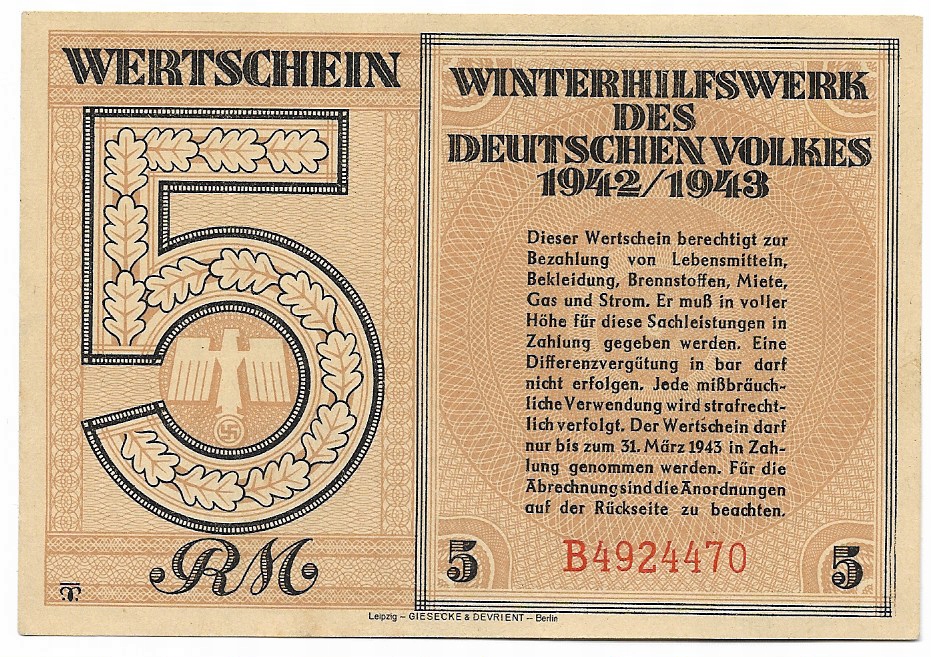 WERTSCHEIN
5
RM
WINTERHILFSWERK
DES
DEUTSCHEN VOLKES
1942/1943
Dieser Wertschein berechtigt zur
Bezahlung von Lebensmitteln,
Bekleidung, Brennstoffen, Miete,
Gas und Strom. Er muß in voller
Höhe für diese Sachleistungen in
Zahlung gegeben werden. Eine
Differenzvergütung in bar darf
nicht erfolgen. Jede mißbräuch-
liche Verwendung wird strafrecht-
lich verfolgt. Der Wertschein darf
nur bis zum 31. März 1943 in Zah-
lung genommen werden. Für die
Abrechnung sind die Anordnungen
auf der Rückseite zu beachten.
5 B4924470 5
Leipzig – GIESECKE & DEVRIENT – Berlin